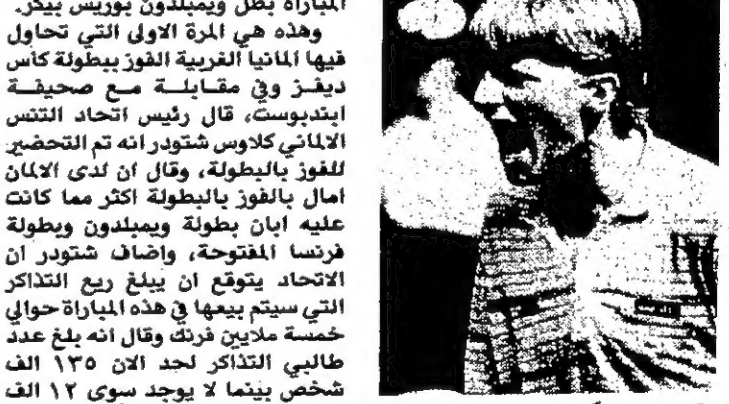 المباراة بطل ويمبلدون بوريس بيكر.
وهذه هي المرة الاولى التي تحاول
فيها المانيا الغربية الفوز ببطولة كأس
ديفز وفي مقابلة مع صحيفة
ابندبوست، قال رئيس اتحاد التنس
الالماني كلاوس شتودر انه تم التحضير
للفوز بالبطولة، وقال ان لدى الالمان
امال بالفوز بالبطولة اكثر مما كانت
عليه ابان بطولة ويمبلدون وبطولة
فرنسا المفتوحة، واضاف شتودر ان
الاتحاد يتوقع ان يبلغ ريع التذاكر
التي سيتم بيعها في هذه المباراة حوالي
خمسة ملايين فرنك وقال انه بلغ عدد
طالبي التذاكر لحد الان ١٣٥ الف
شخص بينما لا يوجد سوى ١٢ الف